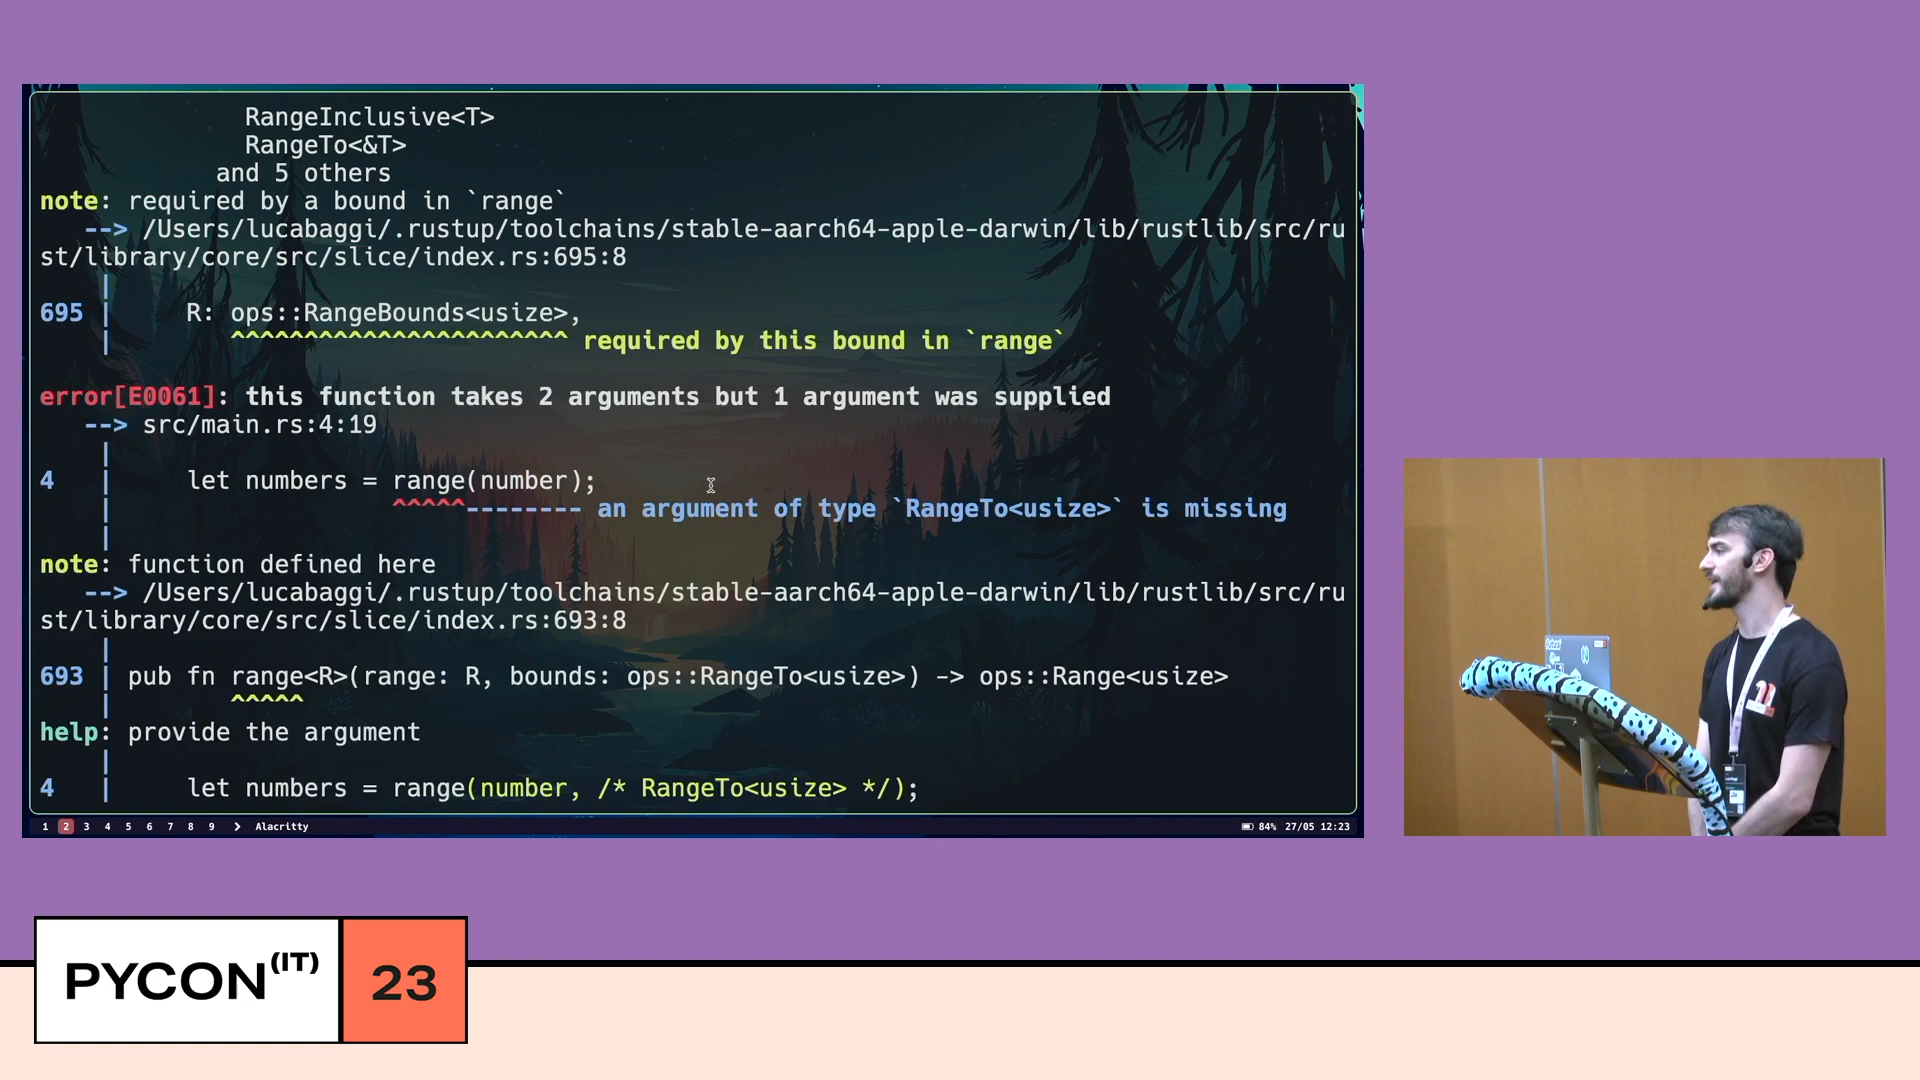 RangeInclusive<T>
RangeTo<&T>
and 5 others
note: required by a bound in `range`
--> /Users/lucabaggi/.rustup/toolchains/stable-aarch64-apple-darwin/lib/rustlib/src/ru
st/library/core/src/slice/index.rs:695:8
|
695 |     R: ops::RangeBounds<usize>,
|        ^^^^^^^^^^^^^^^^^^^^^^^ required by this bound in `range`
error[E0061]: this function takes 2 arguments but 1 argument was supplied
--> src/main.rs:4:19
|
4   |     let numbers = range(number);
|                   ^^^^^-------- an argument of type `RangeTo<usize>` is missing
|
note: function defined here
--> /Users/lucabaggi/.rustup/toolchains/stable-aarch64-apple-darwin/lib/rustlib/src/ru
st/library/core/src/slice/index.rs:693:8
|
693 | pub fn range<R>(range: R, bounds: ops::RangeTo<usize>) -> ops::Range<usize>
|        ^^^^^
help: provide the argument
|
4   |     let numbers = range(number, /* RangeTo<usize> */);
1 2 3 4 5 6 7 8 9 > Alacritty
84% 27/05 12:23
PYCON(IT) 23